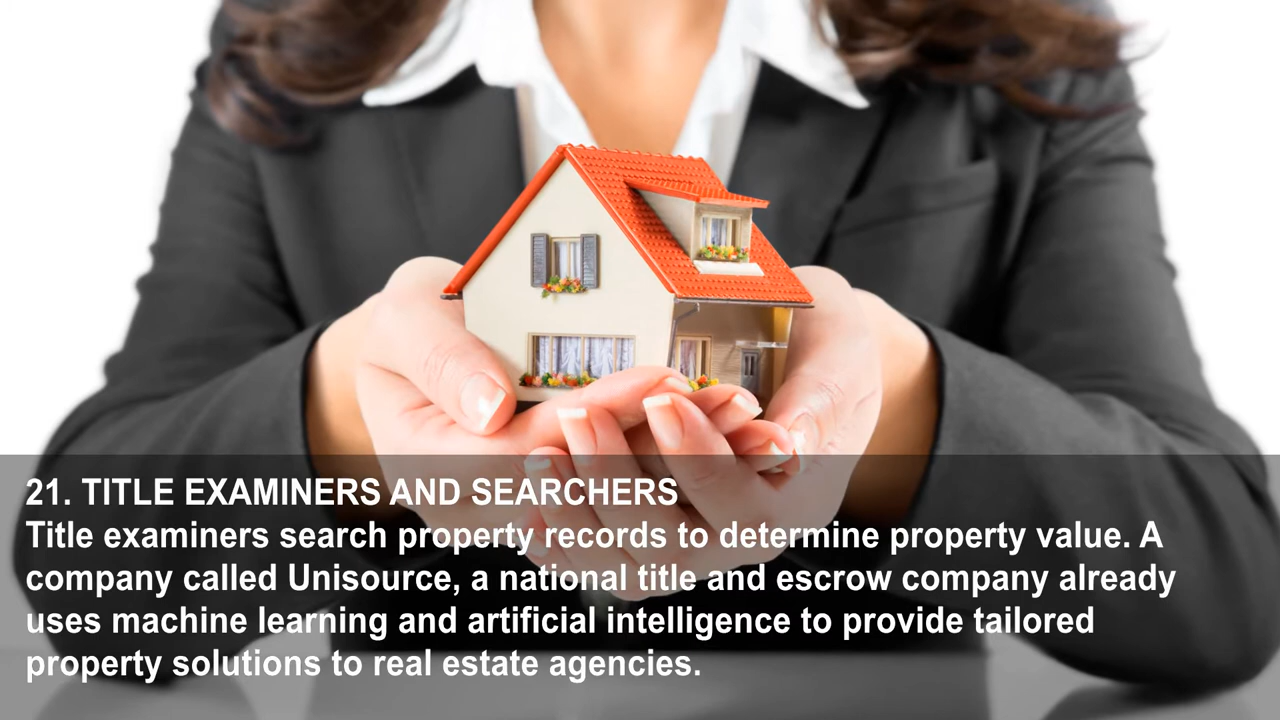 21. TITLE EXAMINERS AND SEARCHERS
Title examiners search property records to determine property value. A
company called Unisource, a national title and escrow company already
uses machine learning and artificial intelligence to provide tailored
property solutions to real estate agencies.